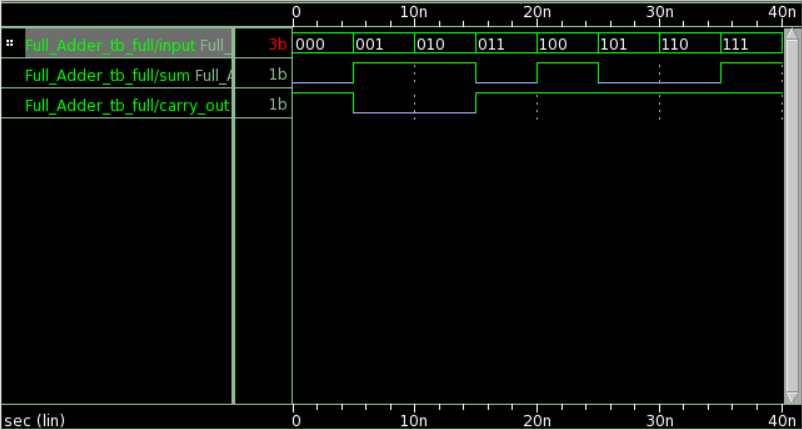 0 10n 20n 30n 40n
Full_Adder_tb_full/input Full_ 3b 000 001 010 011 100 101 110 111
Full_Adder_tb_full/sum Full_A 1b
Full_Adder_tb_full/carry_out 1b
sec (lin) 0 10n 20n 30n 40n